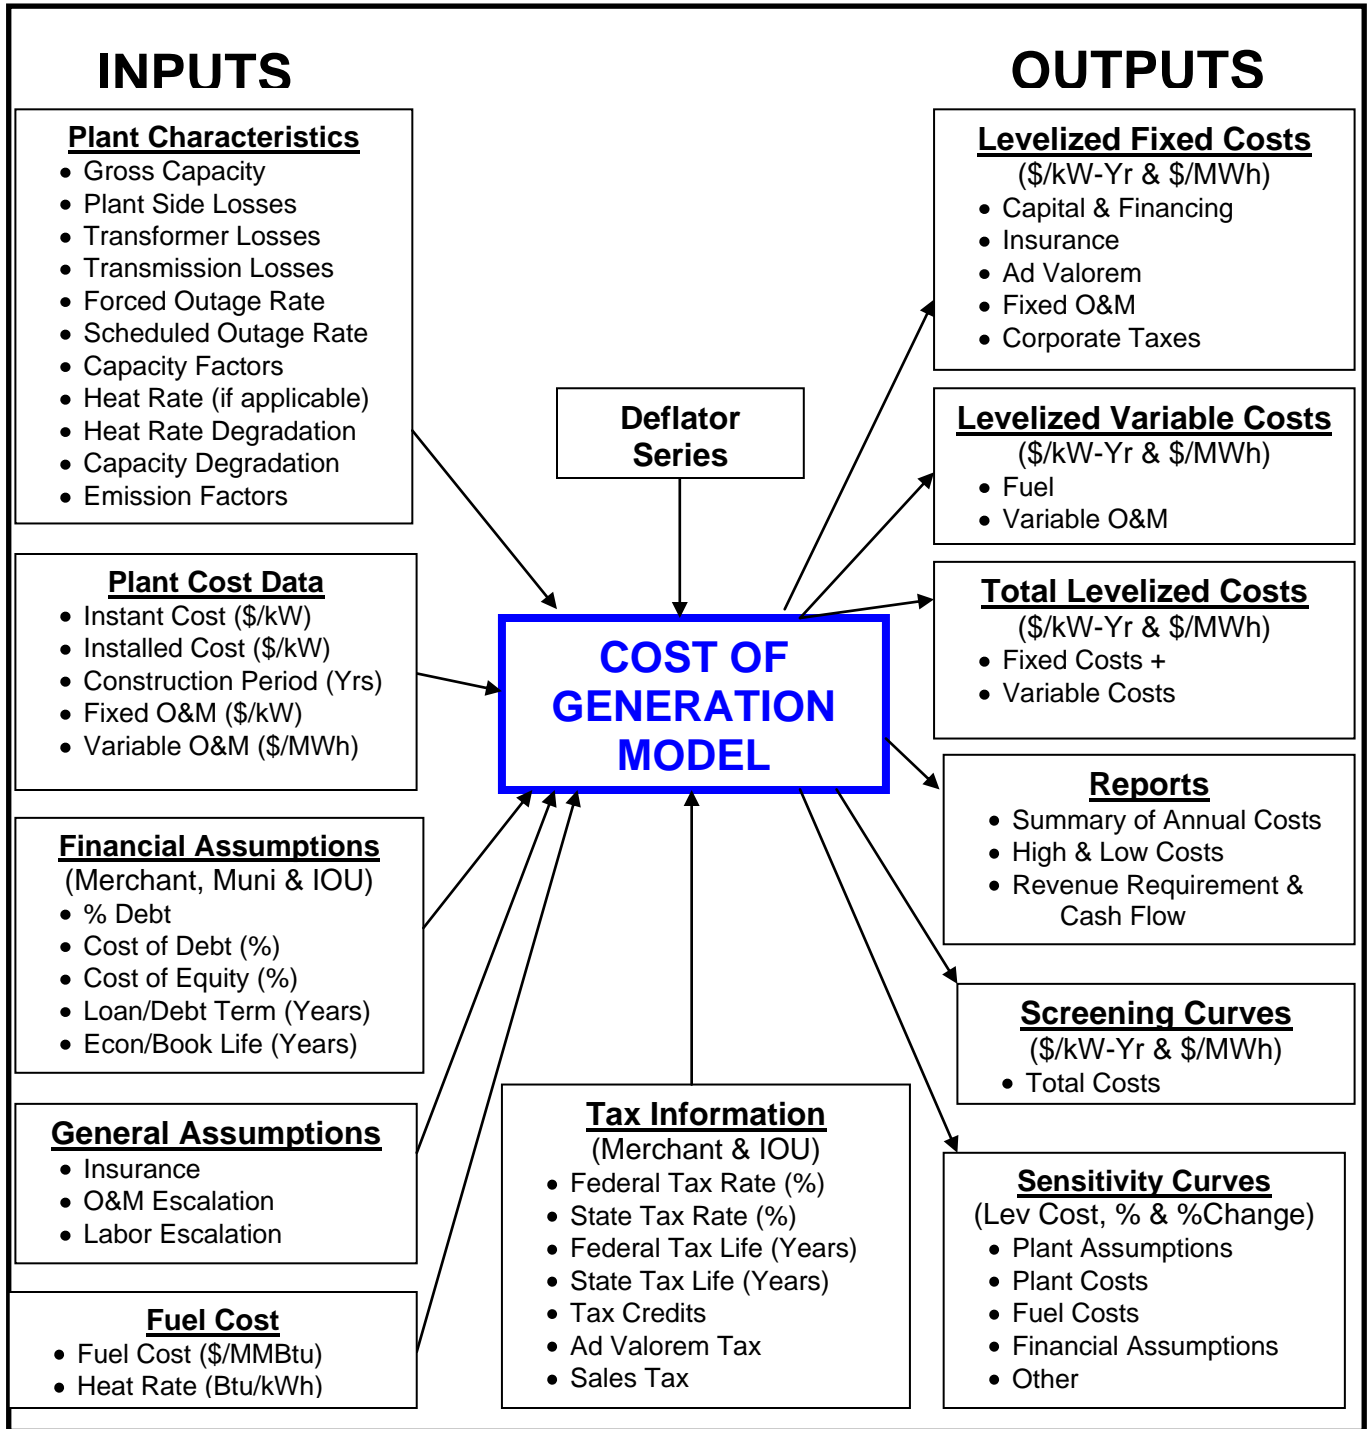 INPUTS
Plant Characteristics
• Gross Capacity
• Plant Side Losses
• Transformer Losses
• Transmission Losses
• Forced Outage Rate
• Scheduled Outage Rate
• Capacity Factors
• Heat Rate (if applicable)
• Heat Rate Degradation
• Capacity Degradation
• Emission Factors
Plant Cost Data
• Instant Cost ($/kW)
• Installed Cost ($/kW)
• Construction Period (Yrs)
• Fixed O&M ($/kW)
• Variable O&M ($/MWh)
Financial Assumptions
(Merchant, Muni & IOU)
• % Debt
• Cost of Debt (%)
• Cost of Equity (%)
• Loan/Debt Term (Years)
• Econ/Book Life (Years)
General Assumptions
• Insurance
• O&M Escalation
• Labor Escalation
Fuel Cost
• Fuel Cost ($/MMBtu)
• Heat Rate (Btu/kWh)
Deflator
Series
COST OF
GENERATION
MODEL
Tax Information
(Merchant & IOU)
• Federal Tax Rate (%)
• State Tax Rate (%)
• Federal Tax Life (Years)
• State Tax Life (Years)
• Tax Credits
• Ad Valorem Tax
• Sales Tax
OUTPUTS
Levelized Fixed Costs
($/kW-Yr & $/MWh)
• Capital & Financing
• Insurance
• Ad Valorem
• Fixed O&M
• Corporate Taxes
Levelized Variable Costs
($/kW-Yr & $/MWh)
• Fuel
• Variable O&M
Total Levelized Costs
($/kW-Yr & $/MWh)
• Fixed Costs +
• Variable Costs
Reports
• Summary of Annual Costs
• High & Low Costs
• Revenue Requirement &
Cash Flow
Screening Curves
($/kW-Yr & $/MWh)
• Total Costs
Sensitivity Curves
(Lev Cost, % & %Change)
• Plant Assumptions
• Plant Costs
• Fuel Costs
• Financial Assumptions
• Other